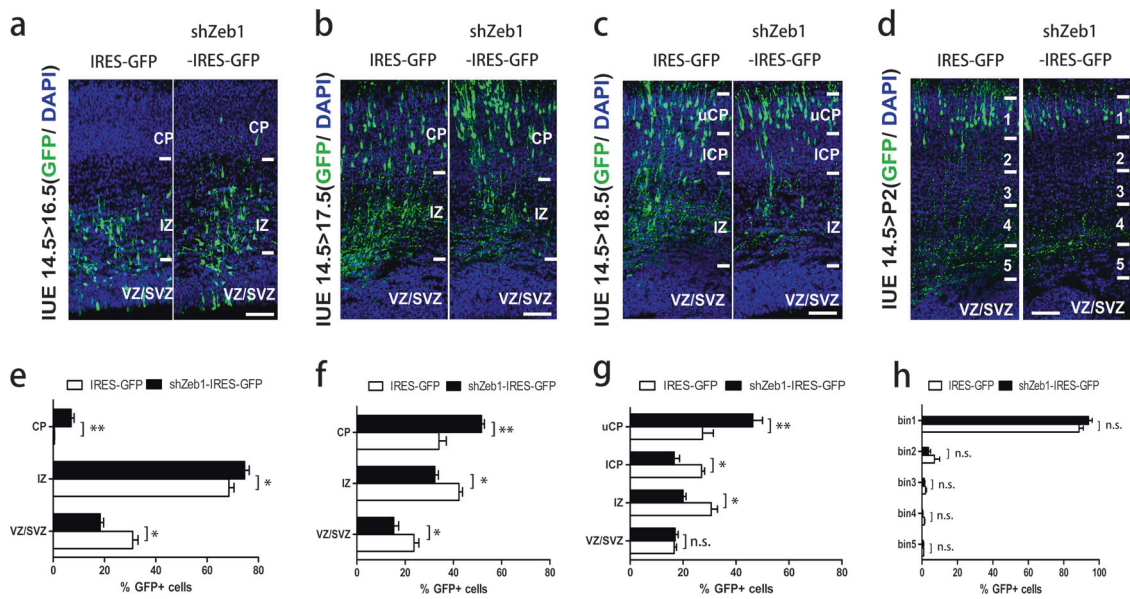 a
shZeb1
IRES-GFP
-IRES-GFP
IUE 14.5>16.5(GFP/ DAPI)
CP
IZ
VZ/SVZ
b
shZeb1
IRES-GFP
-IRES-GFP
IUE 14.5>17.5(GFP/ DAPI)
CP
CP
IZ
IZ
VZ/SVZ
VZ/SVZ
c
shZeb1
IRES-GFP
-IRES-GFP
IUE 14.5>18.5(GFP/ DAPI)
uCP
uCP
lCP
lCP
IZ
IZ
VZ/SVZ
VZ/SVZ
d
shZeb1
IRES-GFP
-IRES-GFP
IUE 14.5>P2(GFP/ DAPI)
1
1
2
2
3
3
4
4
5
5
VZ/SVZ
VZ/SVZ
CP
IZ
VZ/SVZ
e
IRES-GFP
shZeb1-IRES-GFP
CP
**
IZ
*
VZ/SVZ
*
0 20 40 60 80
% GFP+ cells
f
IRES-GFP
shZeb1-IRES-GFP
CP
**
IZ
*
VZ/SVZ
*
0 20 40 60 80
% GFP+ cells
g
IRES-GFP
shZeb1-IRES-GFP
uCP
**
lCP
*
IZ
*
VZ/SVZ
n.s.
0 20 40 60 80
% GFP+ cells
h
IRES-GFP
shZeb1-IRES-GFP
bin1
n.s.
bin2
n.s.
bin3
n.s.
bin4
n.s.
bin5
n.s.
0 20 40 60 80 100
% GFP+ cells